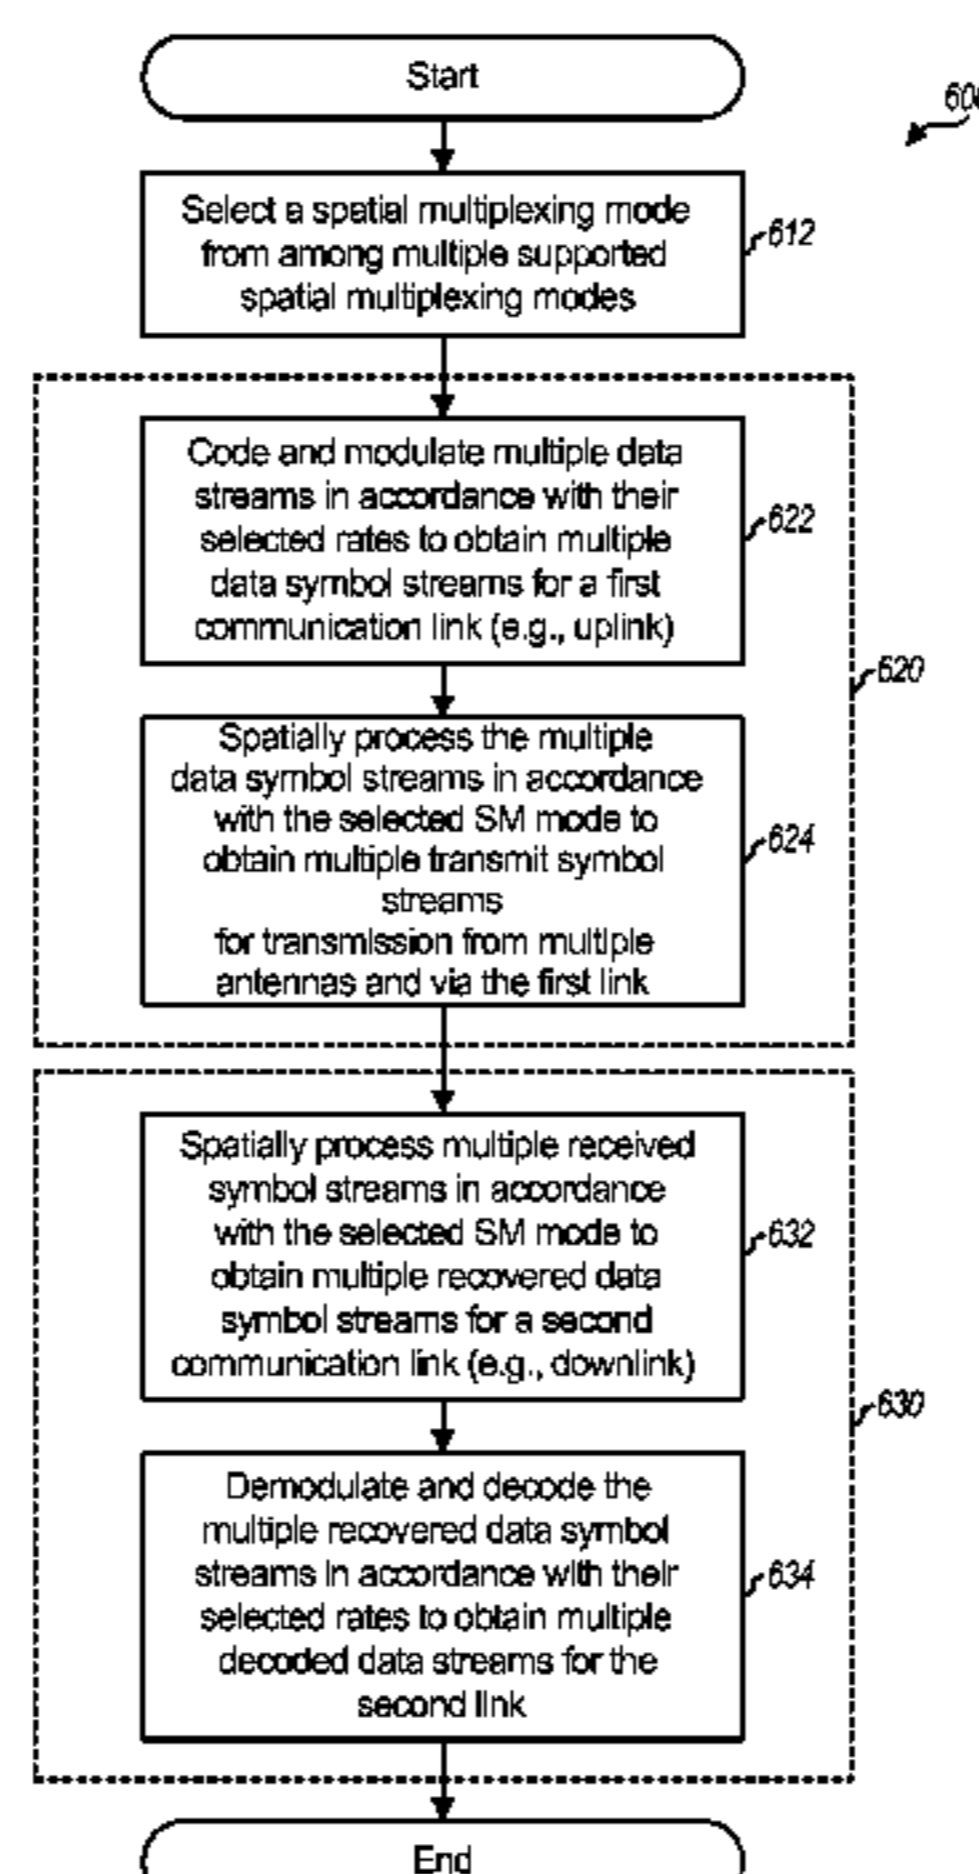 Start
Select a spatial multiplexing mode
from among multiple supported
spatial multiplexing modes
612
Code and modulate multiple data
streams in accordance with their
selected rates to obtain multiple
data symbol streams for a first
communication link (e.g., uplink)
622
620
Spatially process the multiple
data symbol streams in accordance
with the selected SM mode to
obtain multiple transmit symbol
streams
for transmission from multiple
antennas and via the first link
624
Spatially process multiple received
symbol streams in accordance
with the selected SM mode to
obtain multiple recovered data
symbol streams for a second
communication link (e.g., downlink)
632
630
Demodulate and decode the
multiple recovered data symbol
streams in accordance with their
selected rates to obtain multiple
decoded data streams for the
second link
634
End